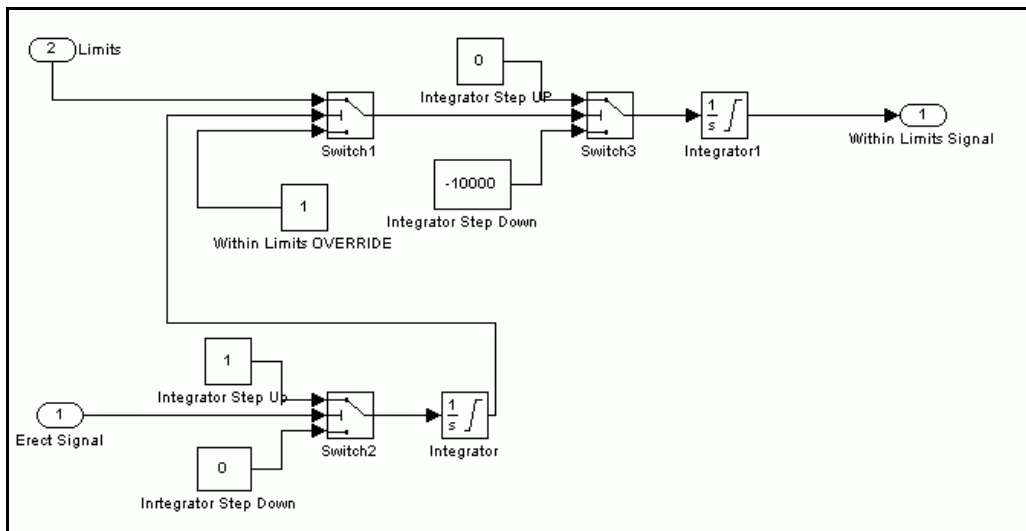 2
Limits
0
Integrator Step UP
Switch1
Switch3
1
s
Integrator1
1
Within Limits Signal
-10000
Integrator Step Down
1
Within Limits OVERRIDE
1
Integrator Step Up
1
Erect Signal
Switch2
1
s
Integrator
0
Inrtegrator Step Down